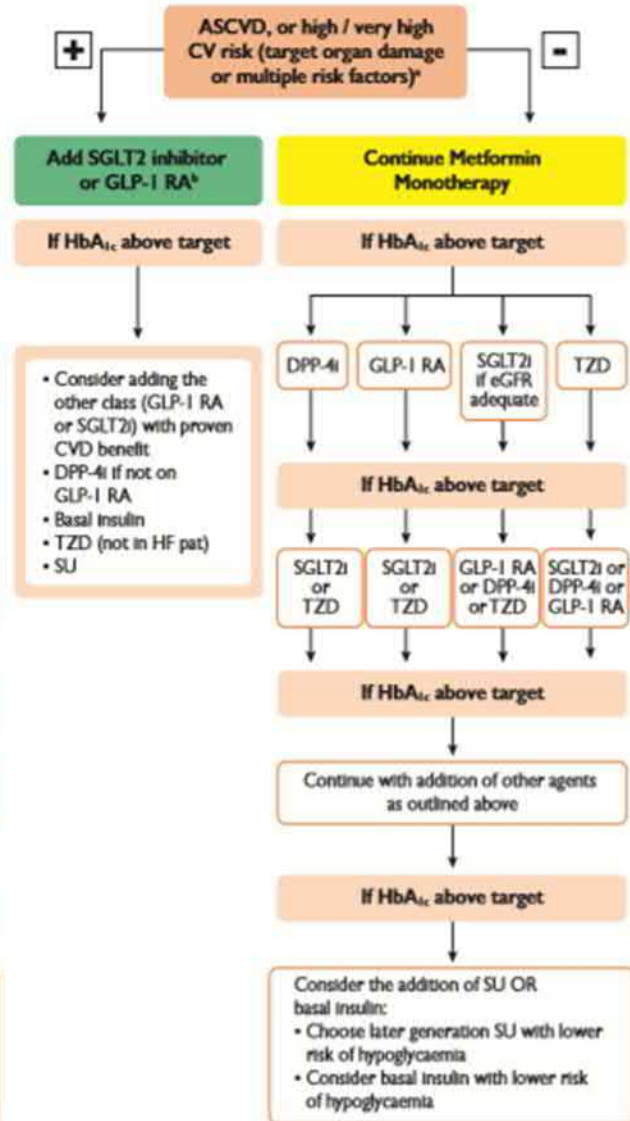 +
ASCVD, or high / very high
CV risk (target organ damage
or multiple risk factors)ᵃ
-
Add SGLT2 inhibitor
or GLP-1 RAᵇ
If HbA₁c above target
• Consider adding the
other class (GLP-1 RA
or SGLT2i) with proven
CVD benefit
• DPP-4i if not on
GLP-1 RA
• Basal insulin
• TZD (not in HF pat)
• SU
Continue Metformin
Monotherapy
If HbA₁c above target
DPP-4i
GLP-1 RA
SGLT2i
if eGFR
adequate
TZD
If HbA₁c above target
SGLT2i
or
TZD
SGLT2i
or
TZD
GLP-1 RA
or DPP-4i
or TZD
SGLT2i or
DPP-4i or
GLP-1 RA
If HbA₁c above target
Continue with addition of other agents
as outlined above
If HbA₁c above target
Consider the addition of SU OR
basal insulin:
• Choose later generation SU with lower
risk of hypoglycaemia
• Consider basal insulin with lower risk
of hypoglycaemia